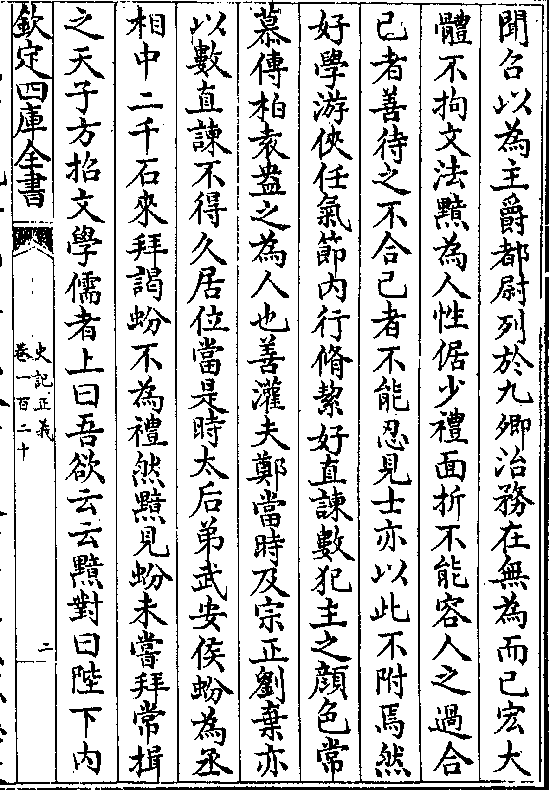 聞召以為主爵都尉列於九卿治務在無為而已宏大
體不拘文法黯為人性倨少禮面折不能容人之過合
己者善待之不合己者不能忍見士亦以此不附焉然
好學游俠任氣節內行脩絜好直諫數犯主之顏色常
慕傅柏袁盎之為人也善灌夫鄭當時及宗正劉棄亦
以數直諫不得久居位當是時太后弟武安侯蚡為丞
相中二千石來拜謁蚡不為禮然黯見蚡未嘗拜常揖
之天子方招文學儒者上曰吾欲云云黯對曰陛下內
欽定四庫全書
史記正義
卷一百二十
二